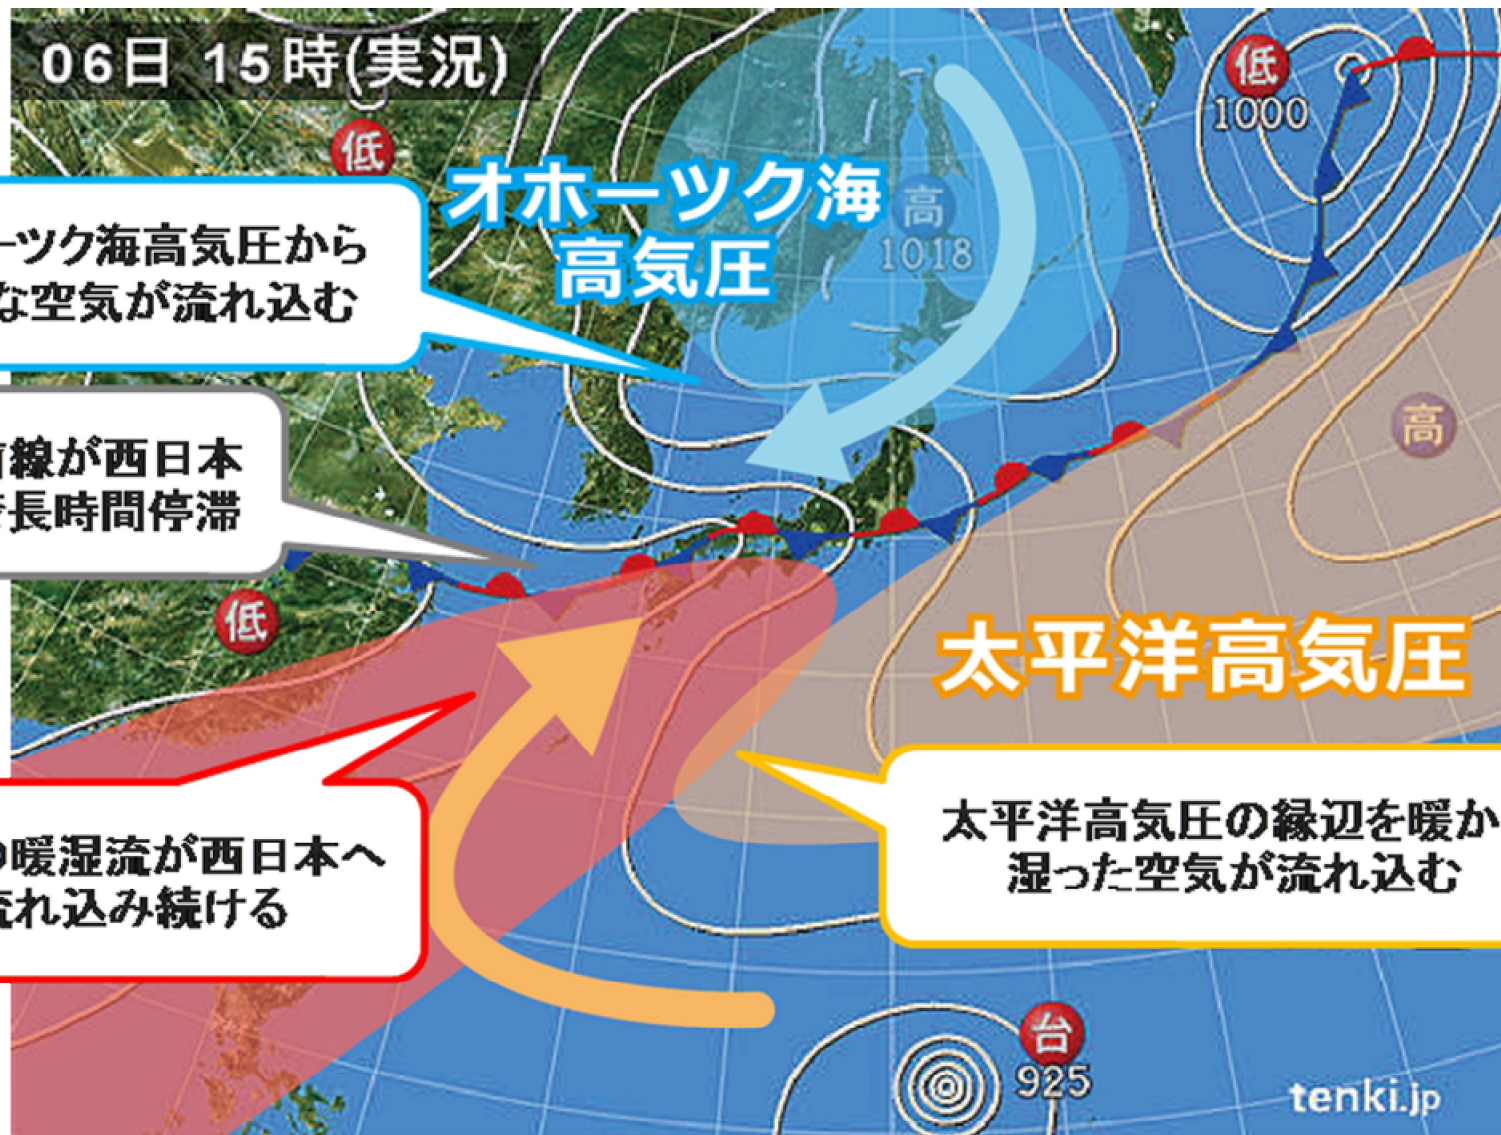 06日 15時(実況)
低
低
1000
オホーツク海
高気圧
高
1018
ーツク海高気圧から
な空気が流れ込む
線が西日本
長時間停滞
高
低
太平洋高気圧
暖湿流が西日本へ
れ込み続ける
太平洋高気圧の縁辺を暖か
湿った空気が流れ込む
台
925
tenki.jp